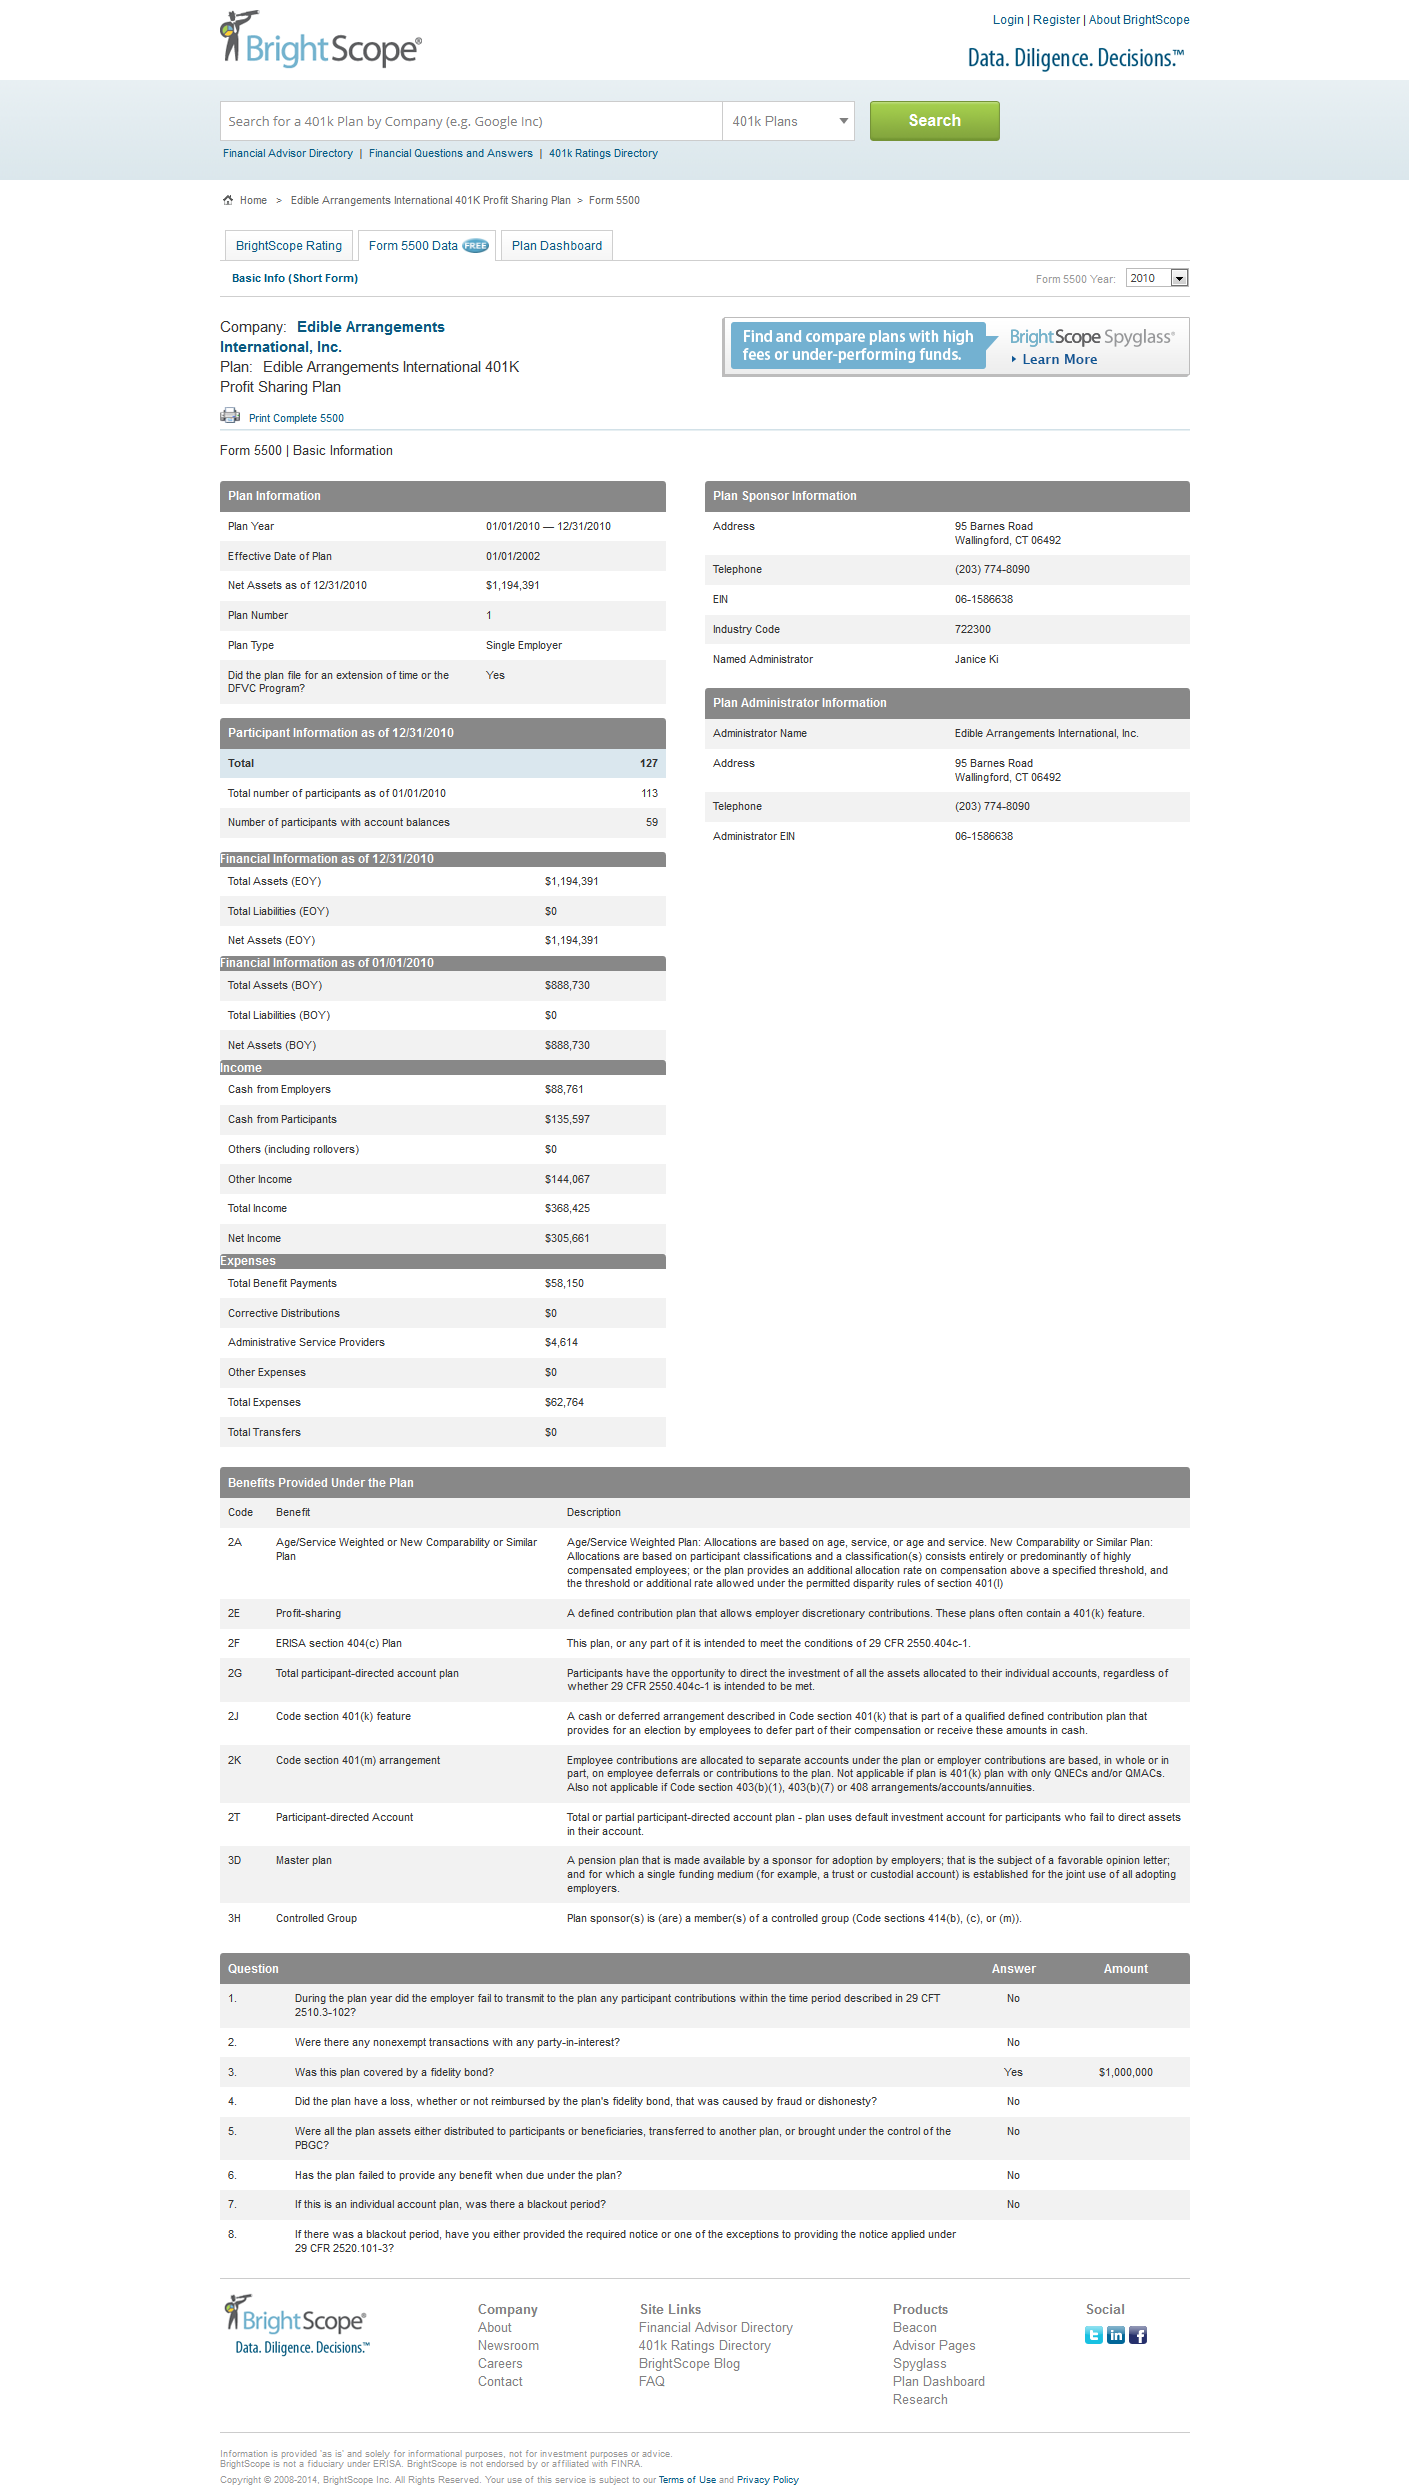 BrightScope®
Login | Register | About BrightScope
Data. Diligence. Decisions.™
Search for a 401k Plan by Company (e.g. Google Inc)
401k Plans
Search
Financial Advisor Directory | Financial Questions and Answers | 401k Ratings Directory
Home > Edible Arrangements International 401K Profit Sharing Plan > Form 5500
BrightScope Rating
Form 5500 Data FREE
Plan Dashboard
Basic Info (Short Form)
Form 5500 Year: 2010
Company: Edible Arrangements
International, Inc.
Plan: Edible Arrangements International 401K
Profit Sharing Plan
Find and compare plans with high
fees or under-performing funds.
BrightScope Spyglass®
Learn More
Print Complete 5500
Form 5500 | Basic Information
Plan Information
Plan Year 01/01/2010 — 12/31/2010
Effective Date of Plan 01/01/2002
Net Assets as of 12/31/2010 $1,194,391
Plan Number 1
Plan Type Single Employer
Did the plan file for an extension of time or the Yes
DFVC Program?
Participant Information as of 12/31/2010
Total 127
Total number of participants as of 01/01/2010 113
Number of participants with account balances 59
Financial Information as of 12/31/2010
Total Assets (EOY) $1,194,391
Total Liabilities (EOY) $0
Net Assets (EOY) $1,194,391
Financial Information as of 01/01/2010
Total Assets (BOY) $888,730
Total Liabilities (BOY) $0
Net Assets (BOY) $888,730
Income
Cash from Employers $88,761
Cash from Participants $135,597
Others (including rollovers) $0
Other Income $144,067
Total Income $368,425
Net Income $305,661
Expenses
Total Benefit Payments $58,150
Corrective Distributions $0
Administrative Service Providers $4,614
Other Expenses $0
Total Expenses $62,764
Total Transfers $0
Plan Sponsor Information
Address 95 Barnes Road
Wallingford, CT 06492
Telephone (203) 774-8090
EIN 06-1586638
Industry Code 722300
Named Administrator Janice Ki
Plan Administrator Information
Administrator Name Edible Arrangements International, Inc.
Address 95 Barnes Road
Wallingford, CT 06492
Telephone (203) 774-8090
Administrator EIN 06-1586638
Benefits Provided Under the Plan
Code Benefit Description
2A Age/Service Weighted or New Comparability or Similar Age/Service Weighted Plan: Allocations are based on age, service, or age and service. New Comparability or Similar Plan:
Plan Allocations are based on participant classifications and a classification(s) consists entirely or predominantly of highly
compensated employees; or the plan provides an additional allocation rate on compensation above a specified threshold, and
the threshold or additional rate allowed under the permitted disparity rules of section 401(l)
2E Profit-sharing A defined contribution plan that allows employer discretionary contributions. These plans often contain a 401(k) feature.
2F ERISA section 404(c) Plan This plan, or any part of it is intended to meet the conditions of 29 CFR 2550.404c-1.
2G Total participant-directed account plan Participants have the opportunity to direct the investment of all the assets allocated to their individual accounts, regardless of
whether 29 CFR 2550.404c-1 is intended to be met.
2J Code section 401(k) feature A cash or deferred arrangement described in Code section 401(k) that is part of a qualified defined contribution plan that
provides for an election by employees to defer part of their compensation or receive these amounts in cash.
2K Code section 401(m) arrangement Employee contributions are allocated to separate accounts under the plan or employer contributions are based, in whole or in
part, on employee deferrals or contributions to the plan. Not applicable if plan is 401(k) plan with only QNECs and/or QMACs.
Also not applicable if Code section 403(b)(1), 403(b)(7) or 408 arrangements/accounts/annuities.
2T Participant-directed Account Total or partial participant-directed account plan - plan uses default investment account for participants who fail to direct assets
in their account.
3D Master plan A pension plan that is made available by a sponsor for adoption by employers; that is the subject of a favorable opinion letter;
and for which a single funding medium (for example, a trust or custodial account) is established for the joint use of all adopting
employers.
3H Controlled Group Plan sponsor(s) is (are) a member(s) of a controlled group (Code sections 414(b), (c), or (m)).
Question Answer Amount
1. During the plan year did the employer fail to transmit to the plan any participant contributions within the time period described in 29 CFT No
2510.3-102?
2. Were there any nonexempt transactions with any party-in-interest? No
3. Was this plan covered by a fidelity bond? Yes $1,000,000
4. Did the plan have a loss, whether or not reimbursed by the plan's fidelity bond, that was caused by fraud or dishonesty? No
5. Were all the plan assets either distributed to participants or beneficiaries, transferred to another plan, or brought under the control of the No
PBGC?
6. Has the plan failed to provide any benefit when due under the plan? No
7. If this is an individual account plan, was there a blackout period? No
8. If there was a blackout period, have you either provided the required notice or one of the exceptions to providing the notice applied under
29 CFR 2520.101-3?
BrightScope®
Data. Diligence. Decisions.™
Company
About
Newsroom
Careers
Contact
Site Links
Financial Advisor Directory
401k Ratings Directory
BrightScope Blog
FAQ
Products
Beacon
Advisor Pages
Spyglass
Plan Dashboard
Research
Social
Information is provided 'as is' and solely for informational purposes, not for investment purposes or advice.
BrightScope is not a fiduciary under ERISA. BrightScope is not endorsed by or affiliated with FINRA.
Copyright © 2008-2014, BrightScope Inc. All Rights Reserved. Your use of this service is subject to our Terms of Use and Privacy Policy